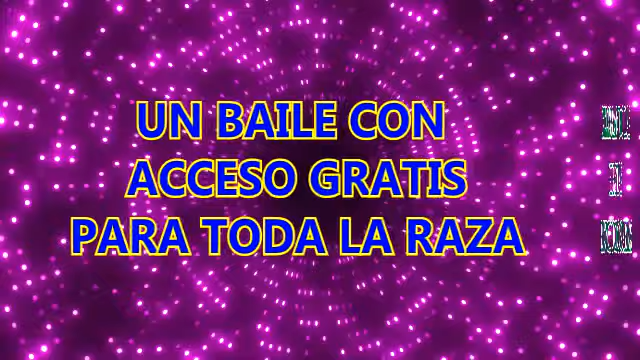 UN BAILE CON
ACCESO GRATIS
PARA TODA LA RAZA